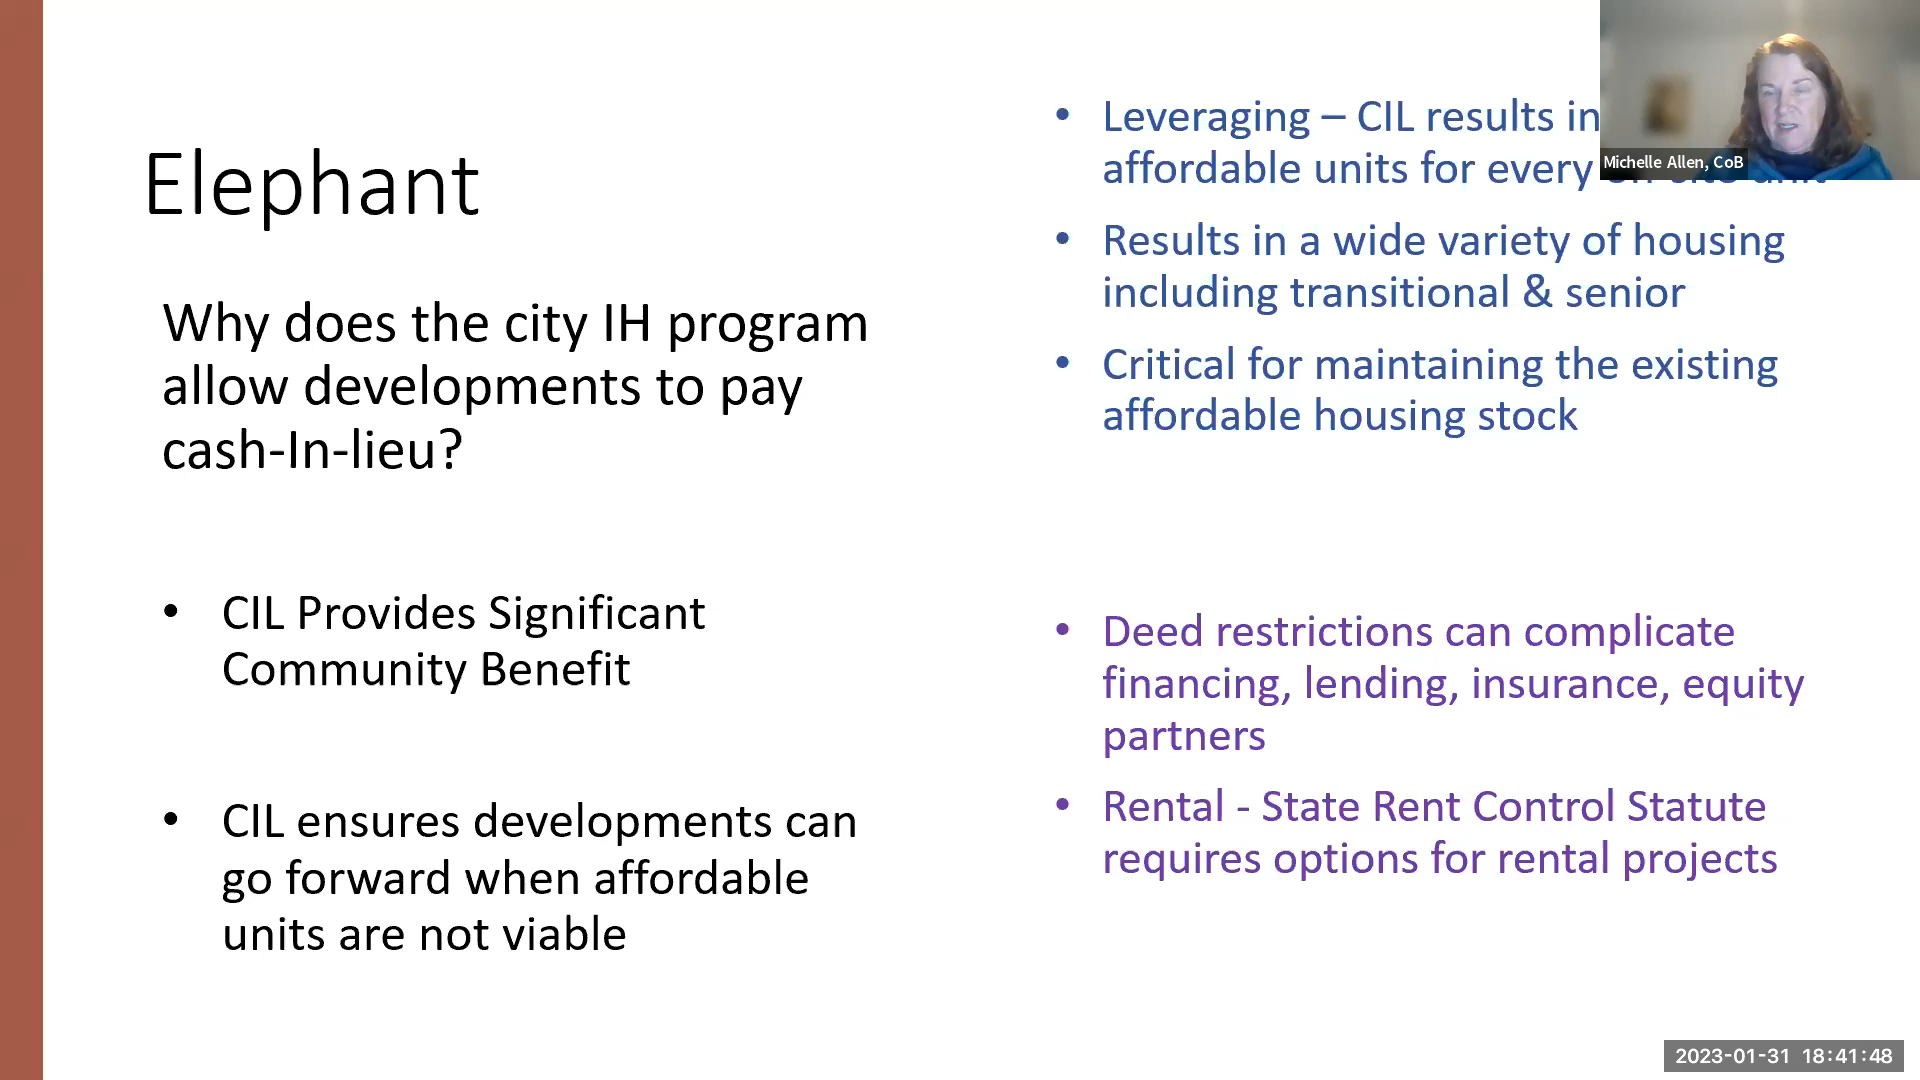 Elephant
Why does the city IH program
allow developments to pay
cash-In-lieu?
• CIL Provides Significant
Community Benefit
• CIL ensures developments can
go forward when affordable
units are not viable
• Leveraging – CIL results in
affordable units for every
• Results in a wide variety of housing
including transitional & senior
• Critical for maintaining the existing
affordable housing stock
• Deed restrictions can complicate
financing, lending, insurance, equity
partners
• Rental - State Rent Control Statute
requires options for rental projects
Michelle Allen, CoB
2023-01-31 18:41:48